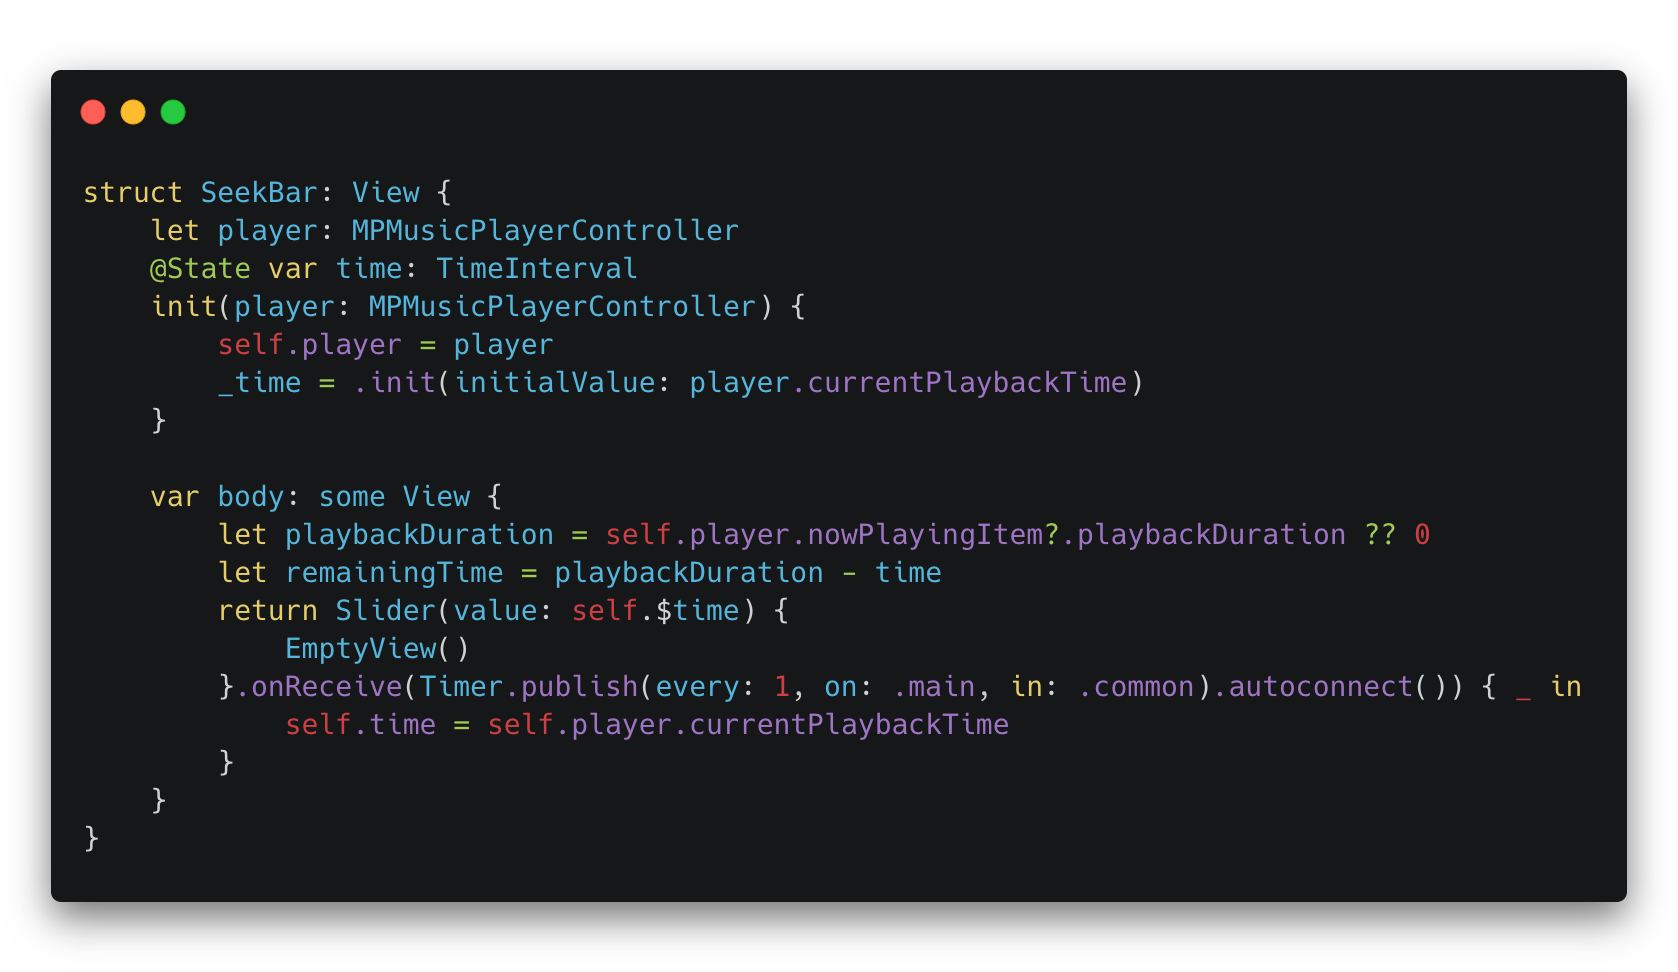 struct SeekBar: View {
    let player: MPMusicPlayerController
    @State var time: TimeInterval
    init(player: MPMusicPlayerController) {
        self.player = player
        _time = .init(initialValue: player.currentPlaybackTime)
    }

    var body: some View {
        let playbackDuration = self.player.nowPlayingItem?.playbackDuration ?? 0
        let remainingTime = playbackDuration - time
        return Slider(value: self.$time) {
            EmptyView()
        }.onReceive(Timer.publish(every: 1, on: .main, in: .common).autoconnect()) { _ in
            self.time = self.player.currentPlaybackTime
        }
    }
}